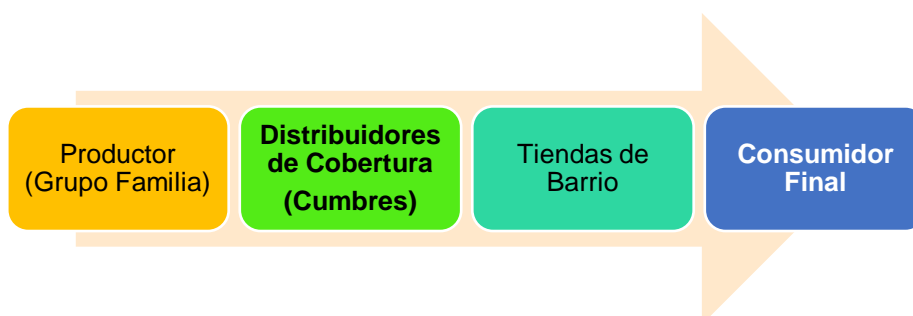 Productor
(Grupo Familia)
Distribuidores
de Cobertura
(Cumbres)
Tiendas de
Barrio
Consumidor
Final